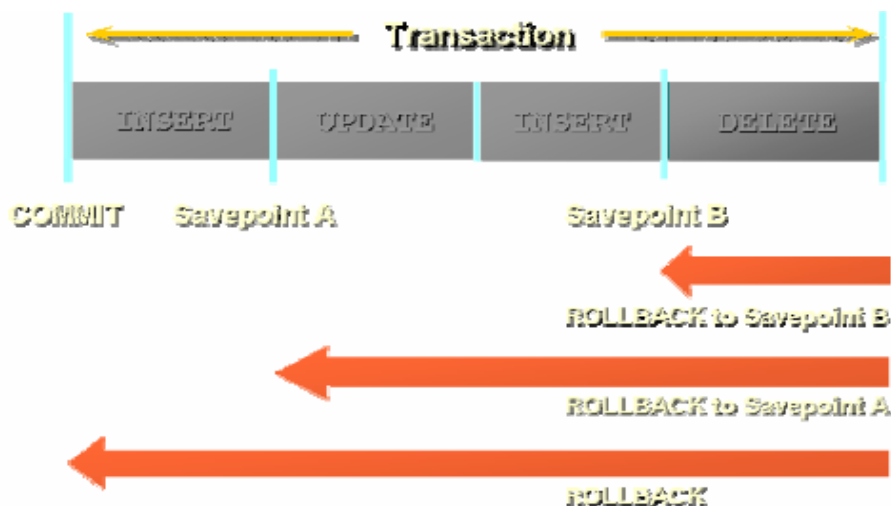 Transaction
INSERT UPDATE INSERT DELETE
COMMIT Savepoint A Savepoint B
ROLLBACK to Savepoint B
ROLLBACK to Savepoint A
ROLLBACK